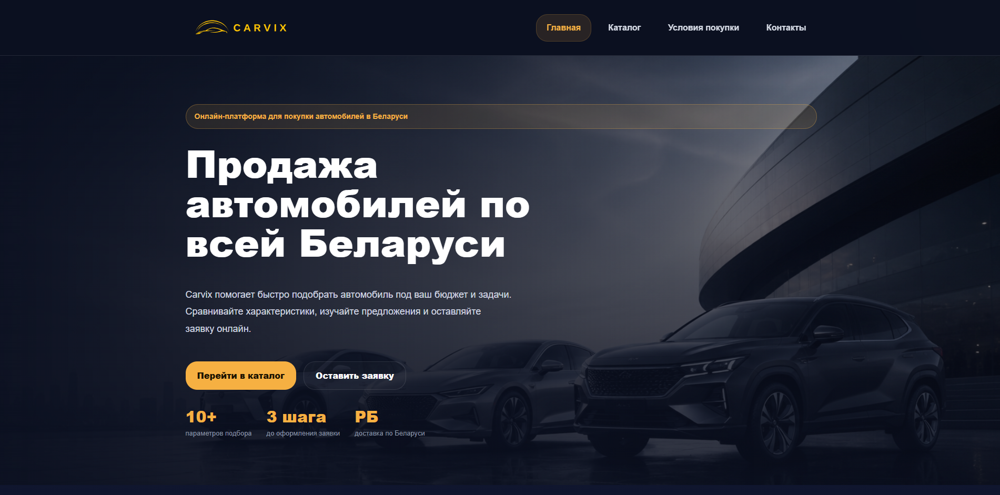 CARVIX
Главная
Каталог
Условия покупки
Контакты
Онлайн-платформа для покупки автомобилей в Беларуси
Продажа
автомобилей по
всей Беларуси
Carvix помогает быстро подобрать автомобиль под ваш бюджет и задачи.
Сравнивайте характеристики, изучайте предложения и оставляйте
заявку онлайн.
Перейти в каталог
Оставить заявку
10+
параметров подбора
3 шага
до оформления заявки
РБ
доставка по Беларуси